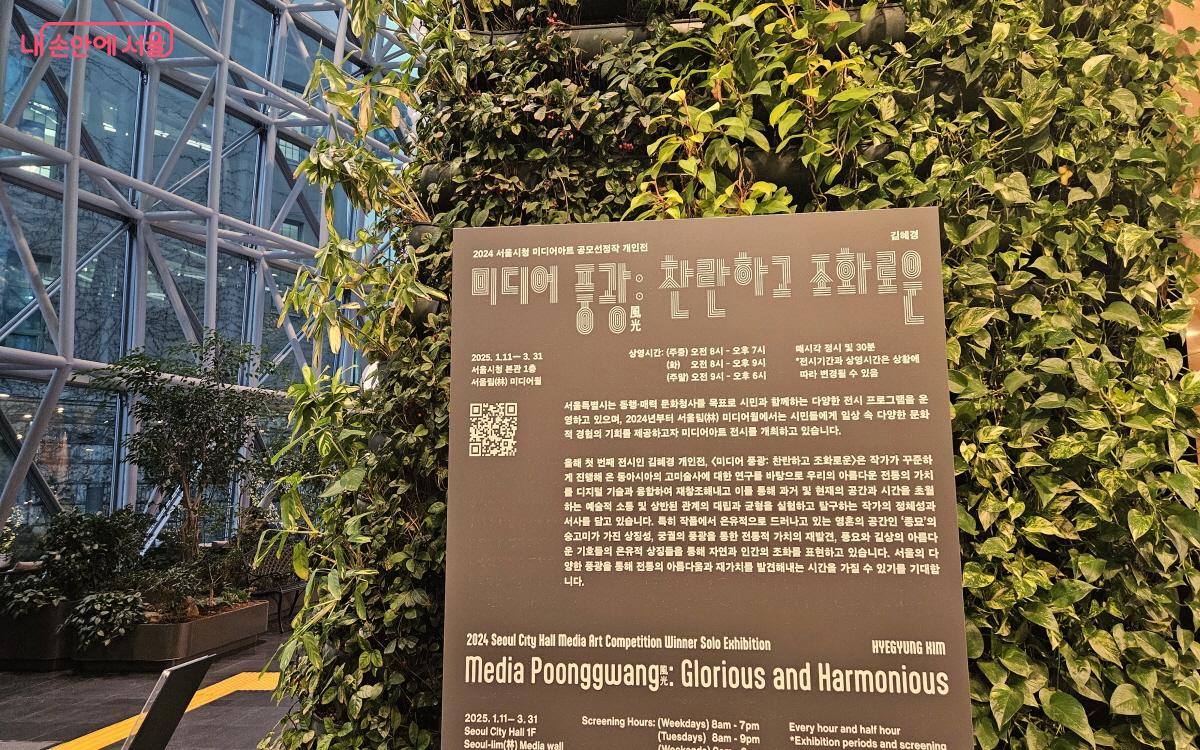 내 손안에 서울
2024 서울시청 미디어아트 공모선정작 개인전
김혜경
미디어 풍광:風光 찬란하고 조화로운
2025. 1.11— 3. 31
서울시청 본관 1층
서울림(林) 미디어월
상영시간: (주중) 오전 8시 - 오후 7시
(화) 오전 8시 - 오후 9시
(주말) 오전 9시 - 오후 6시
매시각 정시 및 30분
*전시기간과 상영시간은 상황에
따라 변경될 수 있음
서울특별시는 동행·매력 문화청사를 목표로 시민과 함께하는 다양한 전시 프로그램을 운
영하고 있으며, 2024년부터 서울림(林) 미디어월에서는 시민들에게 일상 속 다양한 문화
적 경험의 기회를 제공하고자 미디어아트 전시를 개최하고 있습니다.
올해 첫 번째 전시인 김혜경 개인전, <미디어 풍광: 찬란하고 조화로운>은 작가가 꾸준하
게 진행해 온 동아시아의 고미술사에 대한 연구를 바탕으로 우리의 아름다운 전통의 가치
를 디지털 기술과 융합하여 재창조해내고 이를 통해 과거 및 현재의 공간과 시간을 초월
하는 예술적 소통 및 상반된 관계의 대립과 균형을 실험하고 탐구하는 작가의 정체성과
서사를 담고 있습니다. 특히 작품에서 은유적으로 드러나고 있는 영혼의 공간인 '종묘'의
숭고미가 가진 상징성, 궁궐의 풍광을 통한 전통적 가치의 재발견, 풍요와 길상의 아름다
운 기호들의 은유적 상징들을 통해 자연과 인간의 조화를 표현하고 있습니다. 서울의 다
양한 풍광을 통해 전통의 아름다움과 재가치를 발견해내는 시간을 가질 수 있기를 기대합
니다.
2024 Seoul City Hall Media Art Competition Winner Solo Exhibition
HYEGYUNG KIM
Media Poonggwang風光: Glorious and Harmonious
2025. 1.11— 3. 31
Seoul City Hall 1F
Seoul-lim(林) Media wall
Screening Hours: (Weekdays) 8am - 7pm
(Tuesdays) 8am - 9pm
(Weekends) 9am - 6pm
Every hour and half hour
*Exhibition periods and screening